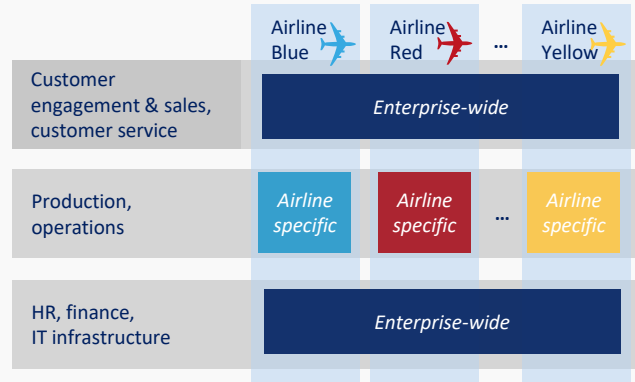 Airline
Blue
Airline
Red
...
Airline
Yellow
Customer
engagement & sales,
customer service
Enterprise-wide
Production,
operations
Airline
specific
Airline
specific
...
Airline
specific
HR, finance,
IT infrastructure
Enterprise-wide